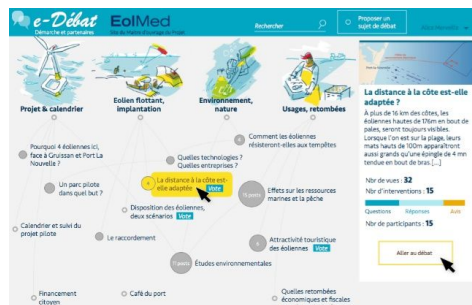 e-Débat
Démarche et partenaires
EolMed
Site du Maître d'ouvrage du Projet
Rechercher
Proposer un
sujet de débat
Projet & calendrier
Eolien flottant,
implantation
Environnement,
nature
Usages, retombées
Pourquoi 4 éoliennes ici,
face à Gruissan et Port La
Nouvelle ?
Un parc pilote
dans quel but ?
Calendrier et suivi du
projet pilote
Financement
citoyen
Quelles technologies ?
Quelles entreprises ?
La distance à la côte est-
elle adaptée Vote
Disposition des éoliennes,
deux scénarios Vote
Le raccordement
Études environnementales
Café du port
Comment les éoliennes
résisteront-elles aux tempêtes
Effets sur les ressources
marines et la pêche
Attractivité touristique
des éoliennes Vote
Quelles retombées
économiques et fiscales
La distance à la côte est-elle
adaptée ?
À plus de 16 km des côtes, les
éoliennes hautes de 176m en bout de
pales, seront toujours visibles.
Lorsque l'on est sur la plage, leurs
mats hauts de 100m apparaîtront
aussi grands qu'une épingle de 4 mn
tendue en bout de bras. [...]
Nbr de vues : 32
Nbr d'interventions : 15
Questions Réponses Avis
Nbr de participants : 15
Aller au débat